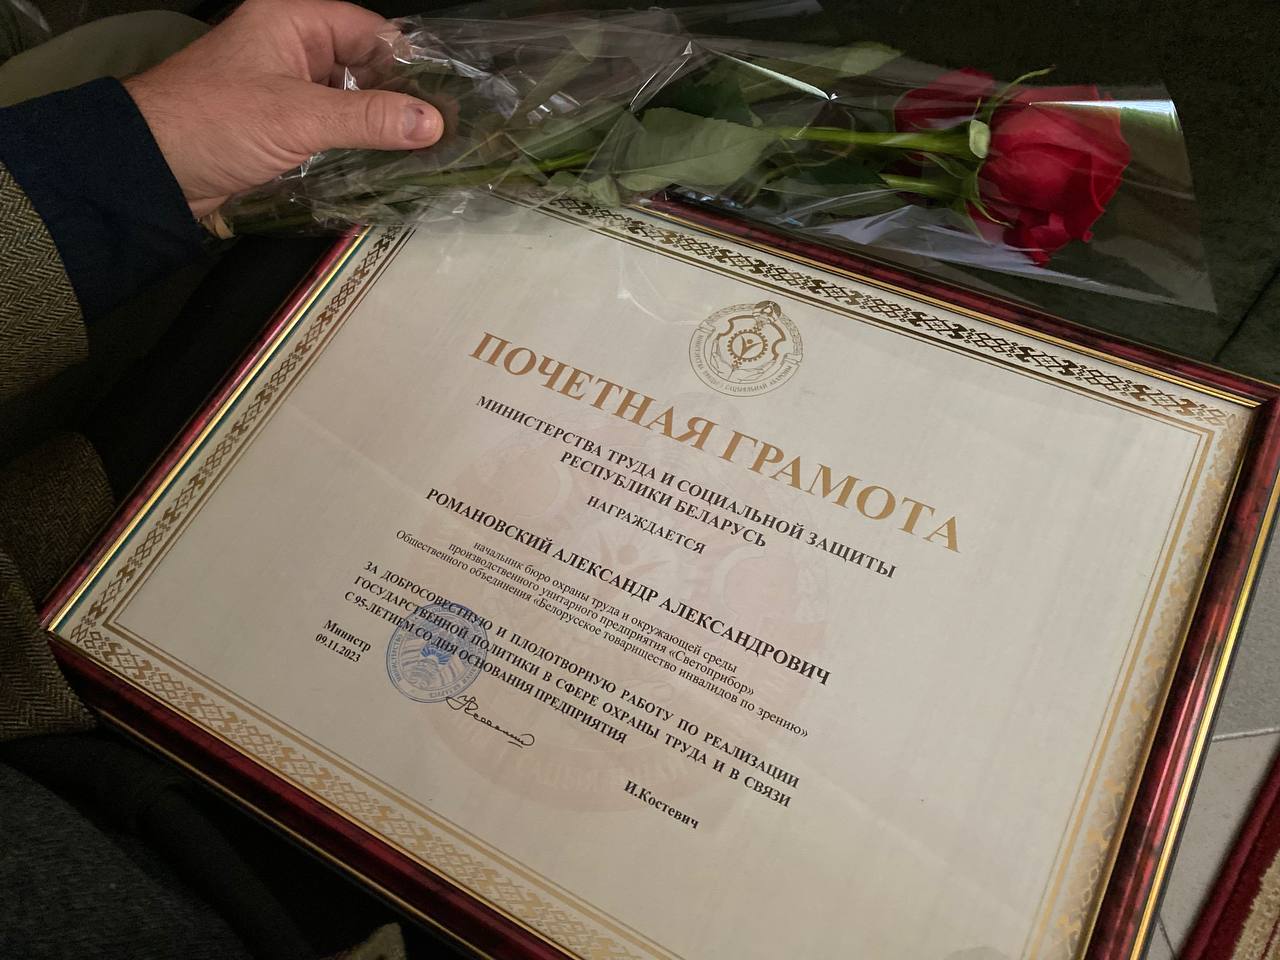 ПОЧЕТНАЯ ГРАМОТА
МИНИСТЕРСТВА ТРУДА И СОЦИАЛЬНОЙ ЗАЩИТЫ
РЕСПУБЛИКИ БЕЛАРУСЬ
НАГРАЖДАЕТСЯ
РОМАНОВСКИЙ АЛЕКСАНДР АЛЕКСАНДРОВИЧ
начальник бюро охраны труда и окружающей среды
производственного унитарного предприятия «Светоприбор»
Общественного объединения «Белорусское товарищество инвалидов по зрению»
ЗА ДОБРОСОВЕСТНУЮ И ПЛОДОТВОРНУЮ РАБОТУ ПО РЕАЛИЗАЦИИ
ГОСУДАРСТВЕННОЙ ПОЛИТИКИ В СФЕРЕ ОХРАНЫ ТРУДА И В СВЯЗИ
С 95-ЛЕТИЕМ СО ДНЯ ОСНОВАНИЯ ПРЕДПРИЯТИЯ
Министр
09.11.2023
И.Костевич